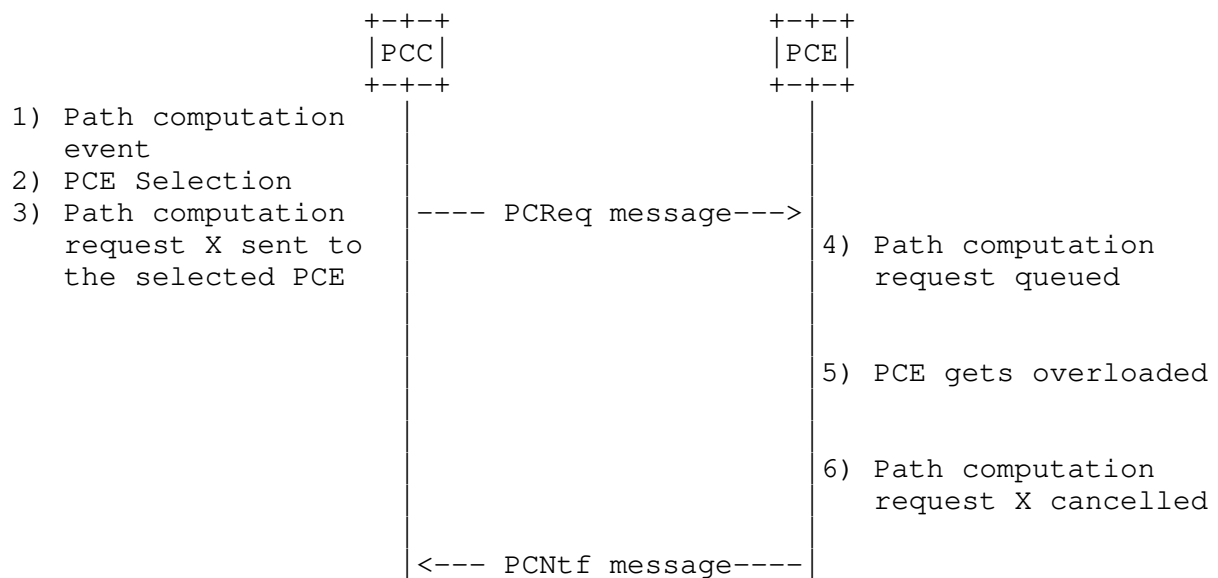 +-+-+                    +-+-+
|PCC|                    |PCE|
+-+-+                    +-+-+
1) Path computation
event
2) PCE Selection
3) Path computation |---- PCReq message--->|
request X sent to 4) Path computation
the selected PCE request queued
5) PCE gets overloaded
6) Path computation
request X cancelled
|<--- PCNtf message----|